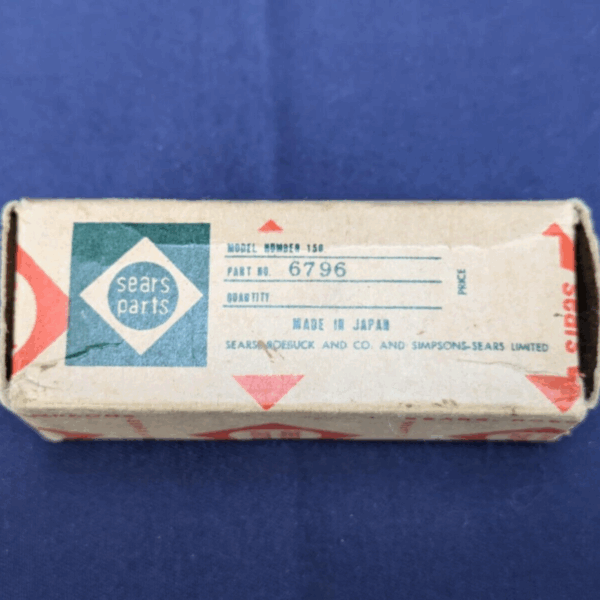 sears
parts
MODEL NUMBER 158
PART NO. 6796
QUANTITY
PRICE
MADE IN JAPAN
SEARS, ROEBUCK AND CO. AND SIMPSONS-SEARS LIMITED
sears